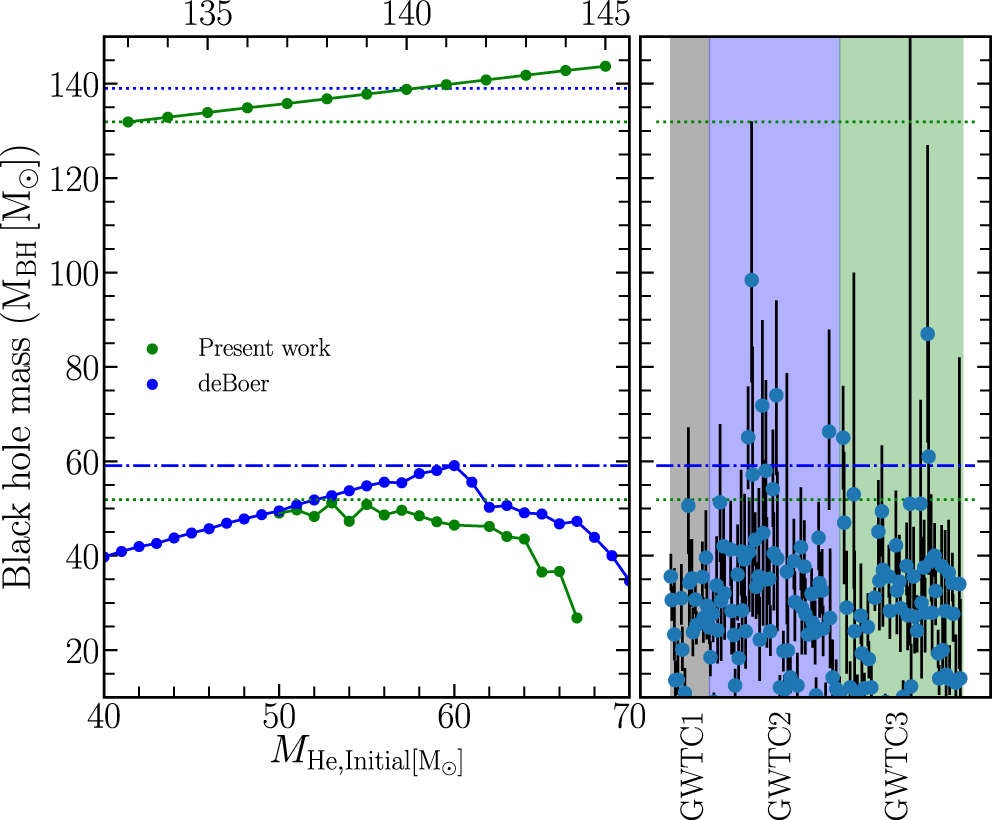 135 140 145
140
120
100
80
60
40
20
Black hole mass (M_BH [M_⊙])
Present work
deBoer
40 50 60 70
M_He,Initial[M_⊙]
GWTC1
GWTC2
GWTC3